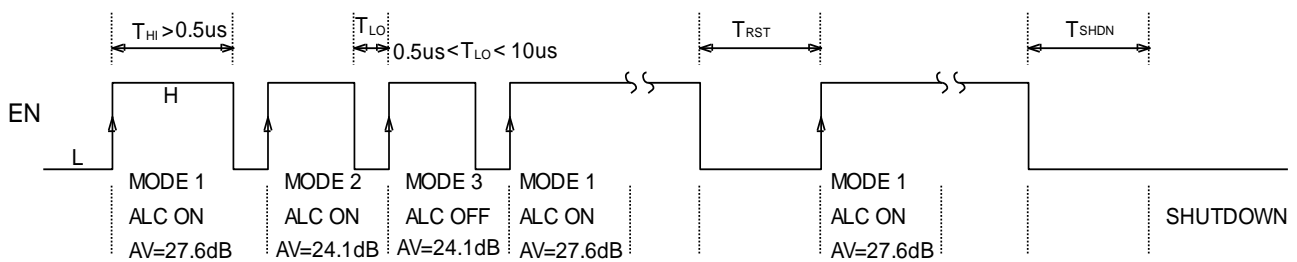 THI>0.5us
TLO
0.5us<TLO<10us
TRST
TSHDN
EN
H
L
MODE 1
ALC ON
AV=27.6dB
MODE 2
ALC ON
AV=24.1dB
MODE 3
ALC OFF
AV=24.1dB
MODE 1
ALC ON
AV=27.6dB
MODE 1
ALC ON
AV=27.6dB
SHUTDOWN